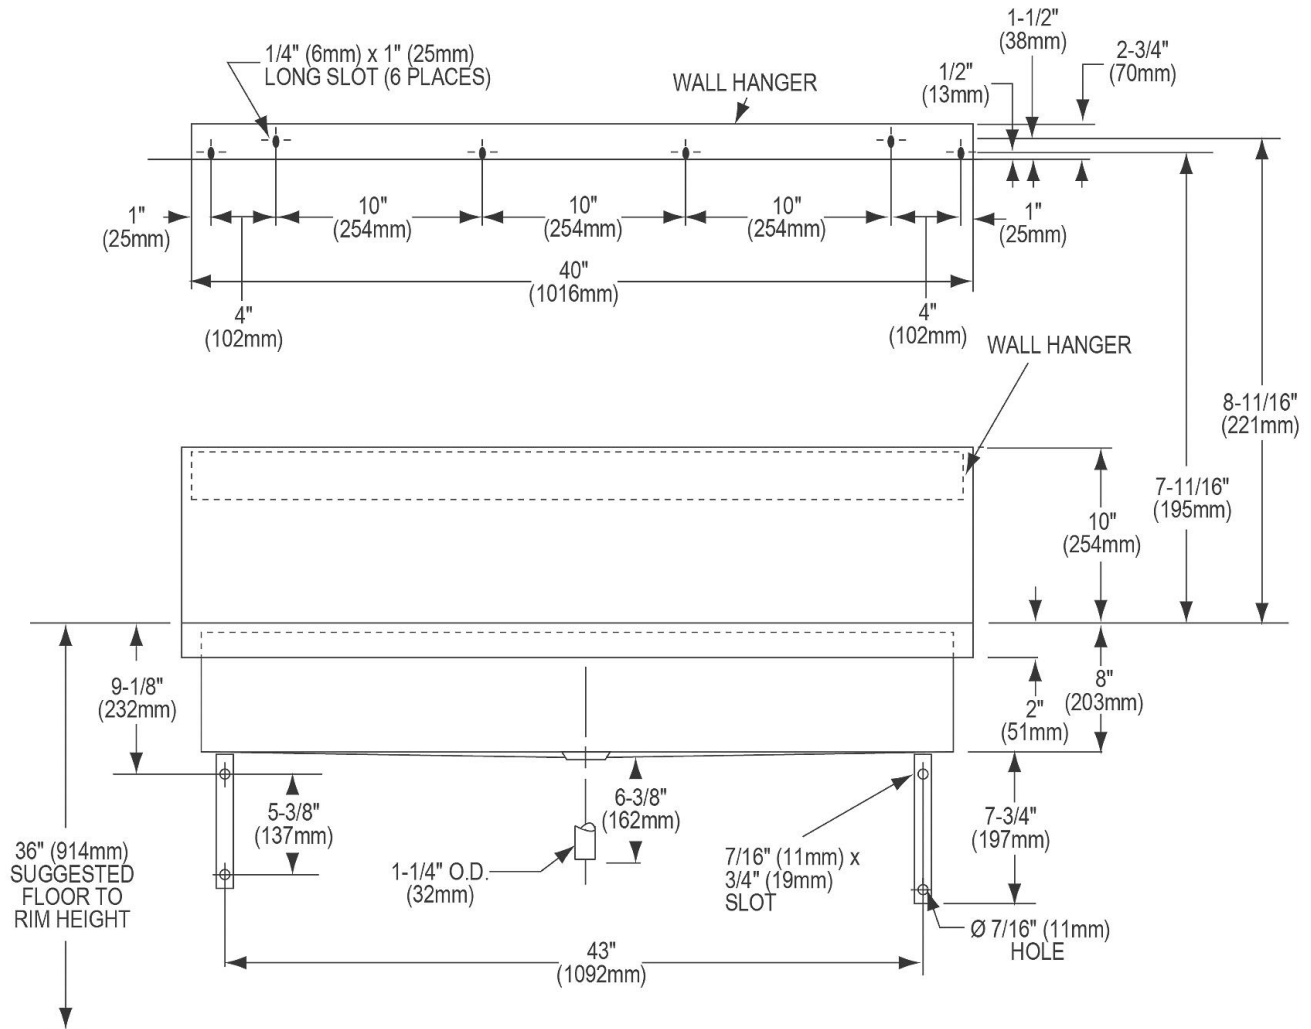 1-1/2"
(38mm)
1/4" (6mm) x 1" (25mm)
LONG SLOT (6 PLACES)
WALL HANGER
1/2"
(13mm)
2-3/4"
(70mm)
1"
(25mm)
10"
(254mm)
10"
(254mm)
10"
(254mm)
1"
(25mm)
40"
(1016mm)
4"
(102mm)
4"
(102mm)
WALL HANGER
8-11/16"
(221mm)
7-11/16"
(195mm)
10"
(254mm)
9-1/8"
(232mm)
2"
(51mm)
8"
(203mm)
5-3/8"
(137mm)
6-3/8"
(162mm)
7-3/4"
(197mm)
36" (914mm)
SUGGESTED
FLOOR TO
RIM HEIGHT
1-1/4" O.D.
(32mm)
7/16" (11mm) x
3/4" (19mm)
SLOT
Ø 7/16" (11mm)
HOLE
43"
(1092mm)